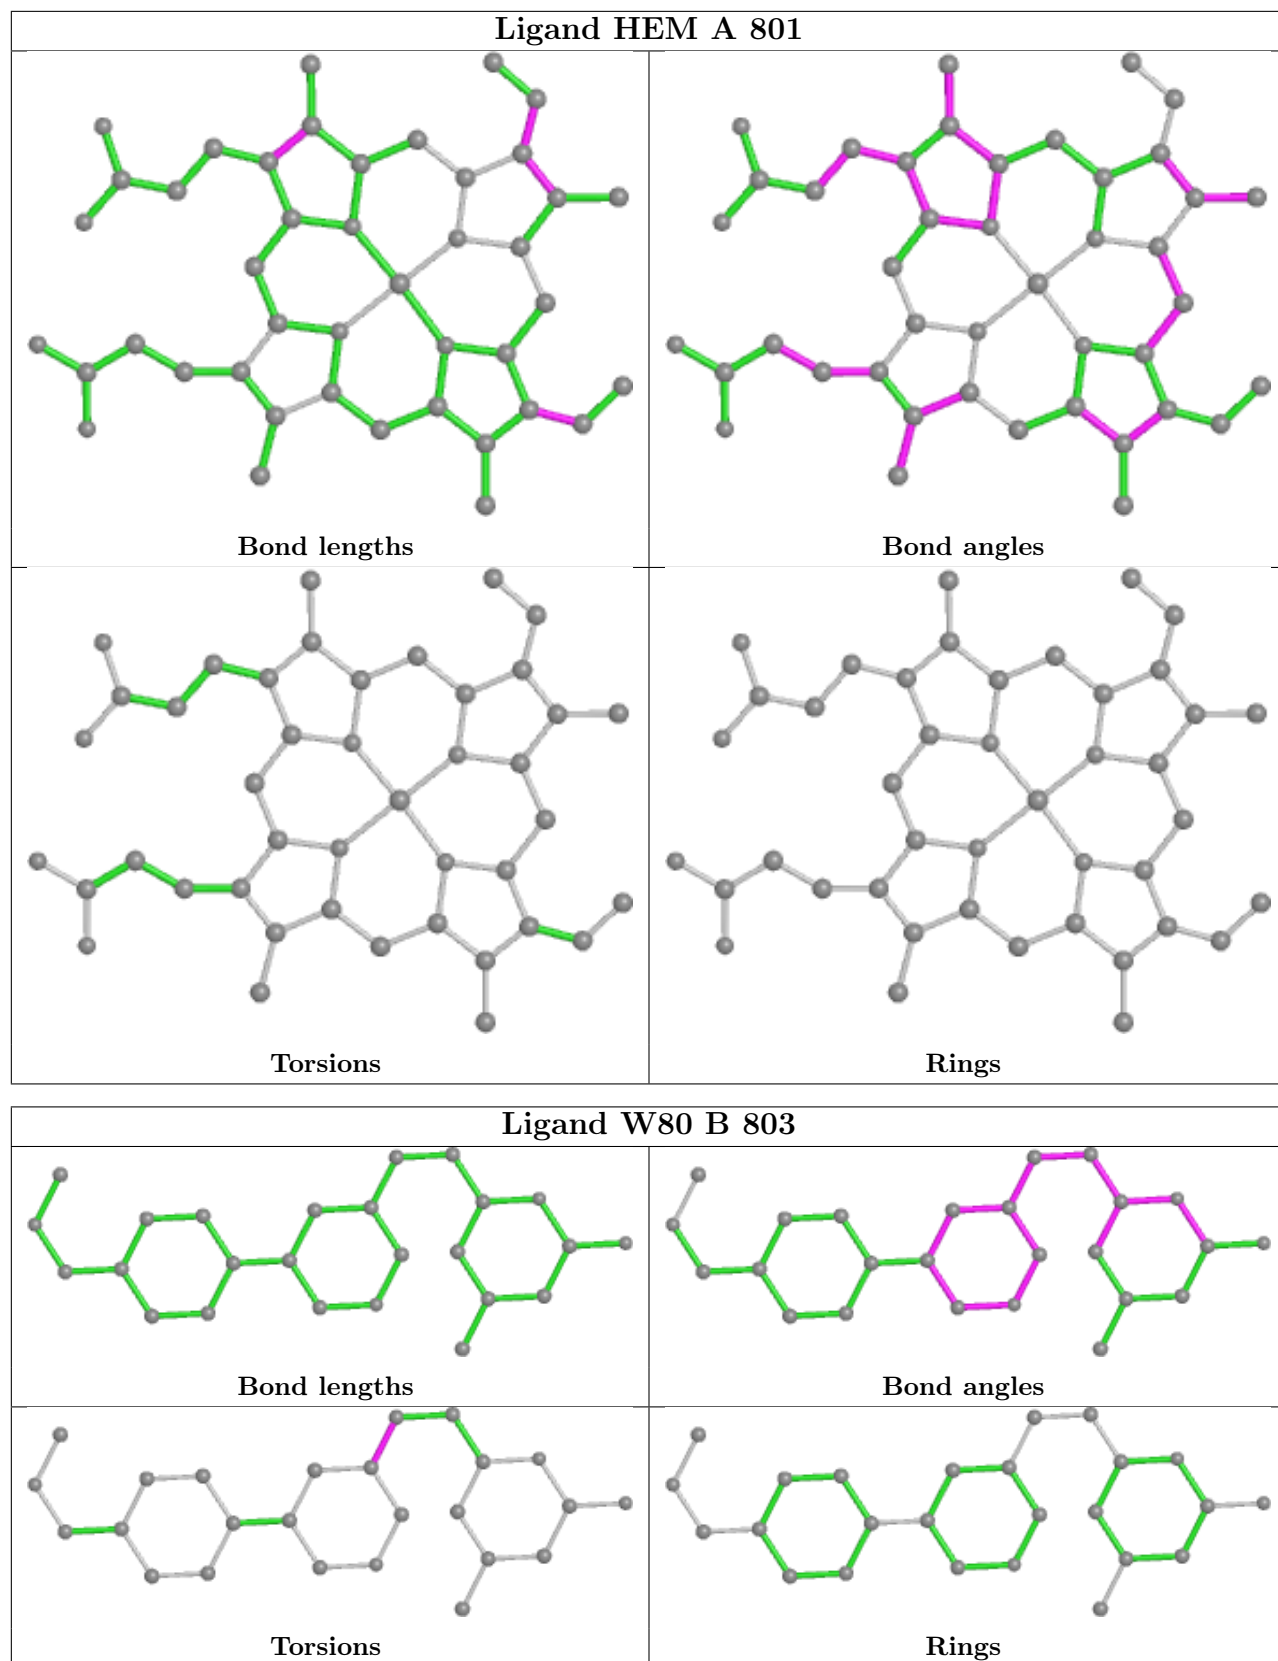 Ligand HEM A 801
Bond lengths
Bond angles
Torsions
Rings
Ligand W80 B 803
Bond lengths
Bond angles
Torsions
Rings